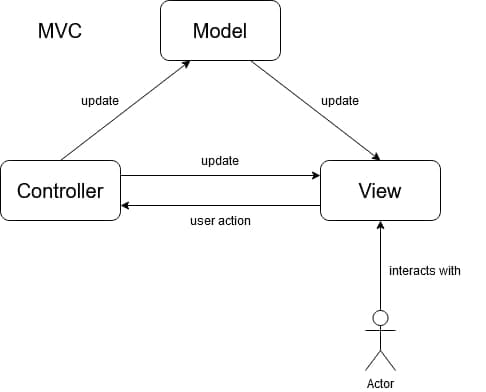 MVC
Model
update
update
Controller
update
View
user action
interacts with
Actor